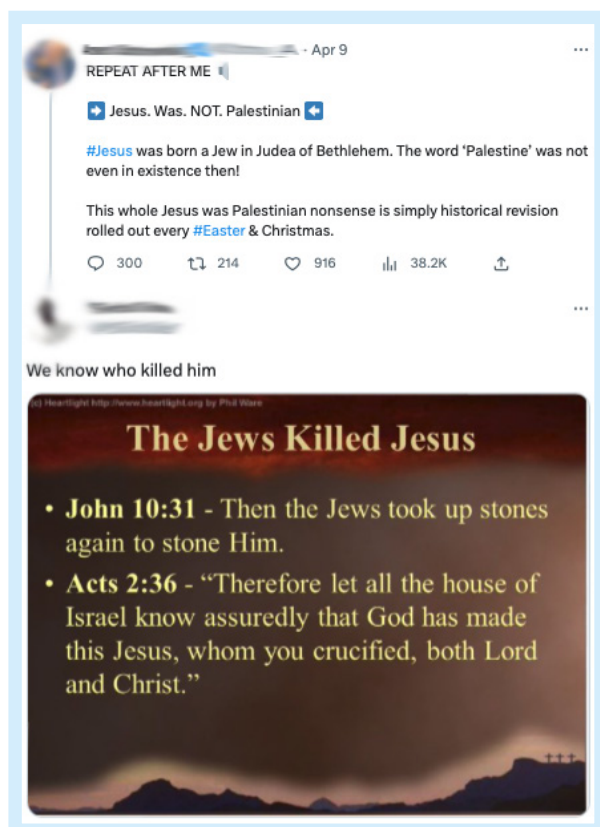 · Apr 9
REPEAT AFTER ME
Jesus. Was. NOT. Palestinian
#Jesus was born a Jew in Judea of Bethlehem. The word ‘Palestine’ was not
even in existence then!
This whole Jesus was Palestinian nonsense is simply historical revision
rolled out every #Easter & Christmas.
300 214 916 38.2K
We know who killed him
(c) Heartlight http://www.heartlight.org by Phil Ware
The Jews Killed Jesus
• John 10:31 - Then the Jews took up stones
again to stone Him.
• Acts 2:36 - “Therefore let all the house of
Israel know assuredly that God has made
this Jesus, whom you crucified, both Lord
and Christ.”